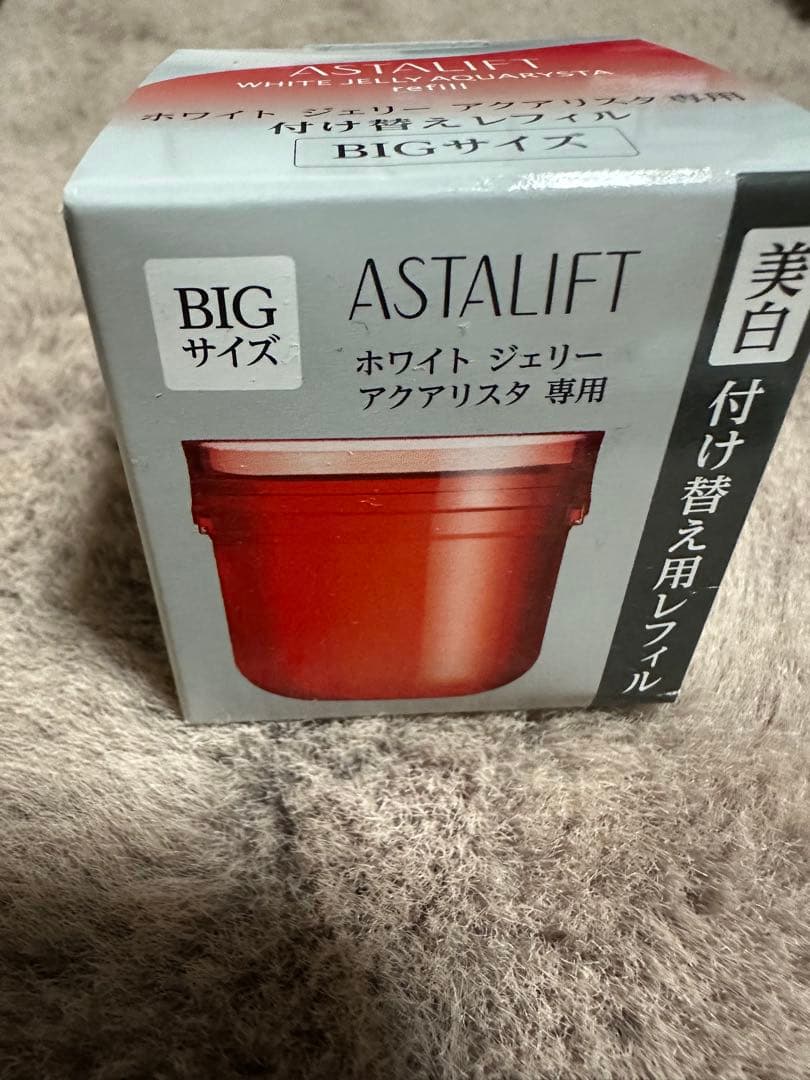 ASTALIFT
WHITE JELLY AQUARYSTA
refill
ホワイト ジェリー アクアリスタ 専用
付け替えレフィル
BIGサイズ
BIG
サイズ
ASTALIFT
ホワイト ジェリー
アクアリスタ 専用
美白
付け替え用レフィル